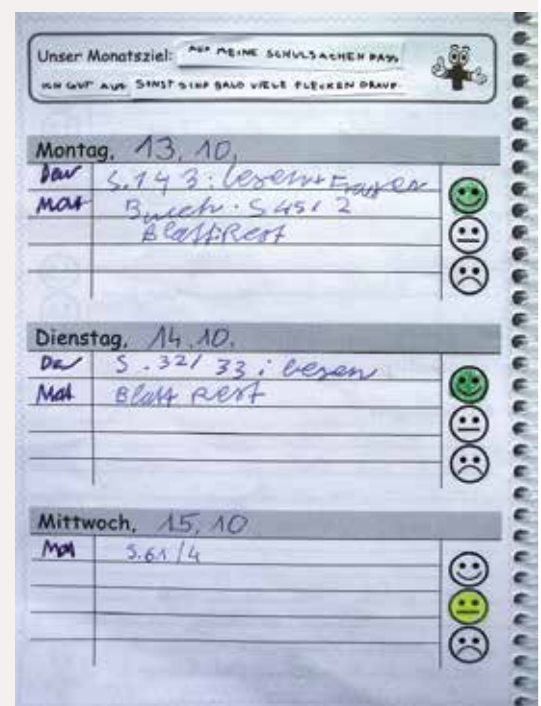 Unser Monatsziel: AUF MEINE SCHULSACHEN PASS
ICH GUT AUF SONST SIND BALD VIELE FLECKEN DRAUF.
Montag, 13.10.
Deu S.143: lesen + Fragen
Mat Buch. S 45/2
Blatt Rest
Dienstag, 14.10.
De S. 32/33: lesen
Mat Blatt Rest
Mittwoch, 15.10
Mat S.61/4